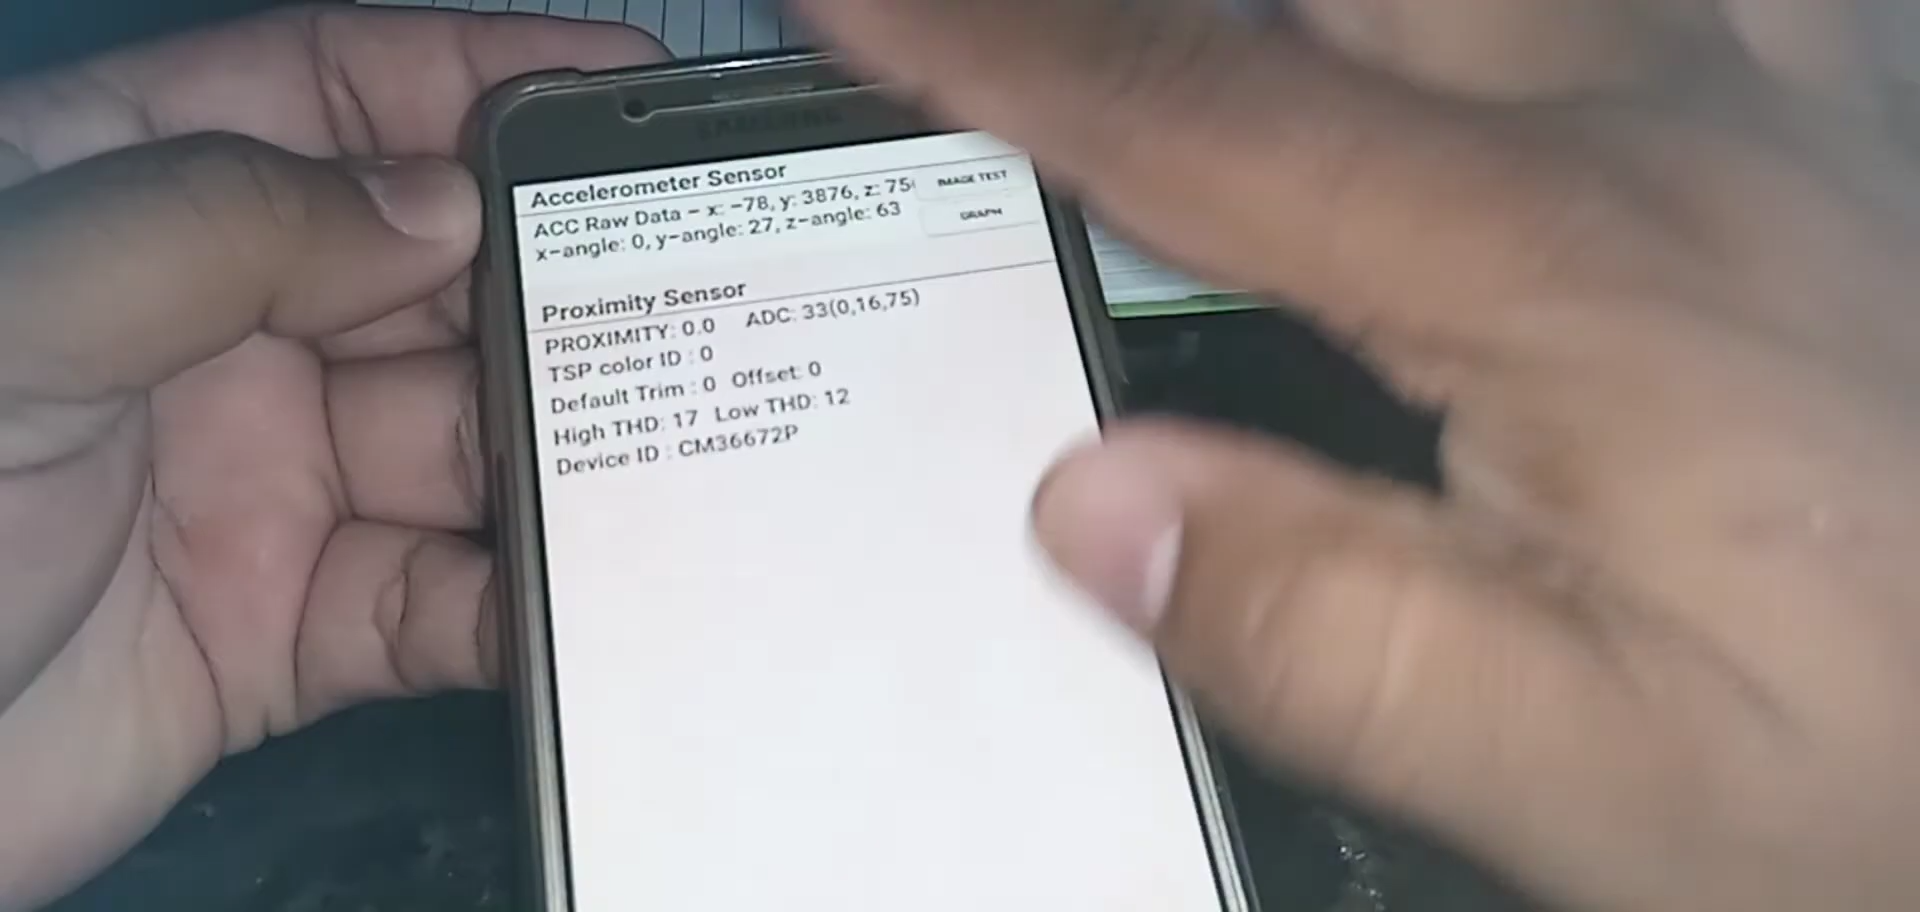 SAMSUNG
Accelerometer Sensor
ACC Raw Data - x: -78, y: 3876, z: 75
x-angle: 0, y-angle: 27, z-angle: 63
IMAGE TEST
GRAPH
Proximity Sensor
PROXIMITY: 0.0 ADC: 33(0,16,75)
TSP color ID : 0
Default Trim : 0 Offset: 0
High THD: 17 Low THD: 12
Device ID : CM36672P